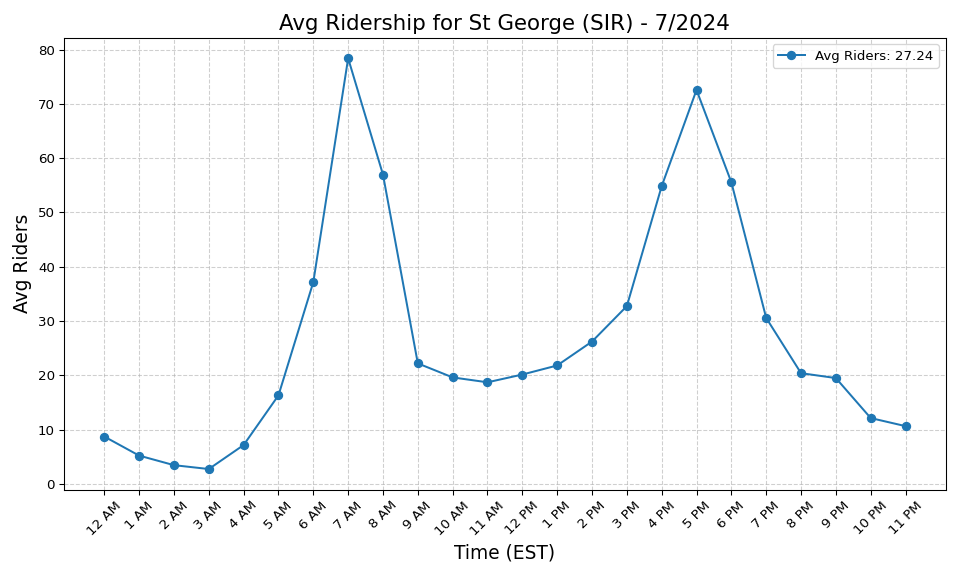 Avg Ridership for St George (SIR) - 7/2024
Avg Riders: 27.24
Avg Riders
80
70
60
50
40
30
20
10
0
12 AM 1 AM 2 AM 3 AM 4 AM 5 AM 6 AM 7 AM 8 AM 9 AM 10 AM 11 AM 12 PM 1 PM 2 PM 3 PM 4 PM 5 PM 6 PM 7 PM 8 PM 9 PM 10 PM 11 PM
Time (EST)